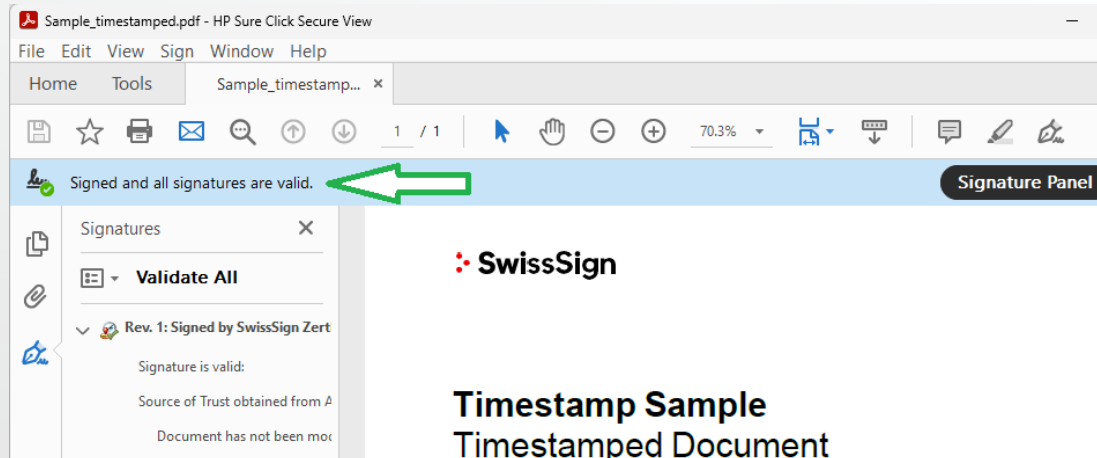 Sample_timestamped.pdf - HP Sure Click Secure View
File Edit View Sign Window Help
Home Tools Sample_timestamp... ×
1 / 1 70.3%
Signed and all signatures are valid.
Signature Panel
Signatures
Validate All
Rev. 1: Signed by SwissSign Zert
Signature is valid:
Source of Trust obtained from A
Document has not been mod
SwissSign
Timestamp Sample
Timestamped Document